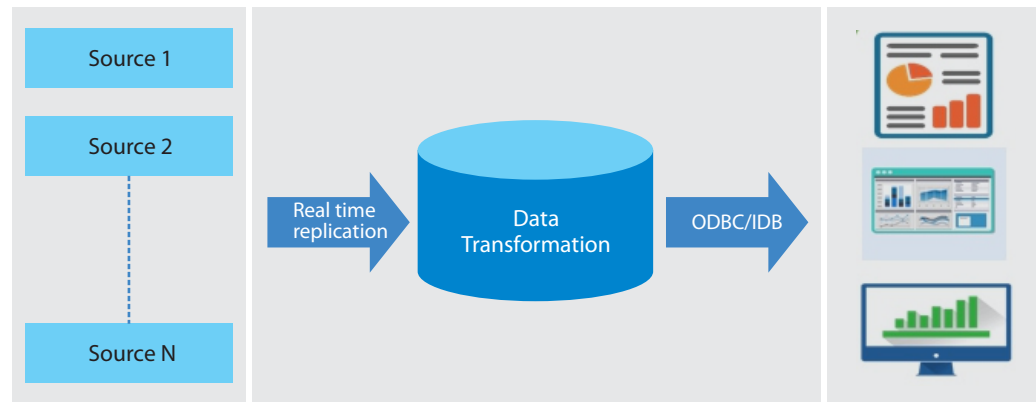 Source 1
Source 2
Source N
Real time
replication
Data
Transformation
ODBC/IDB